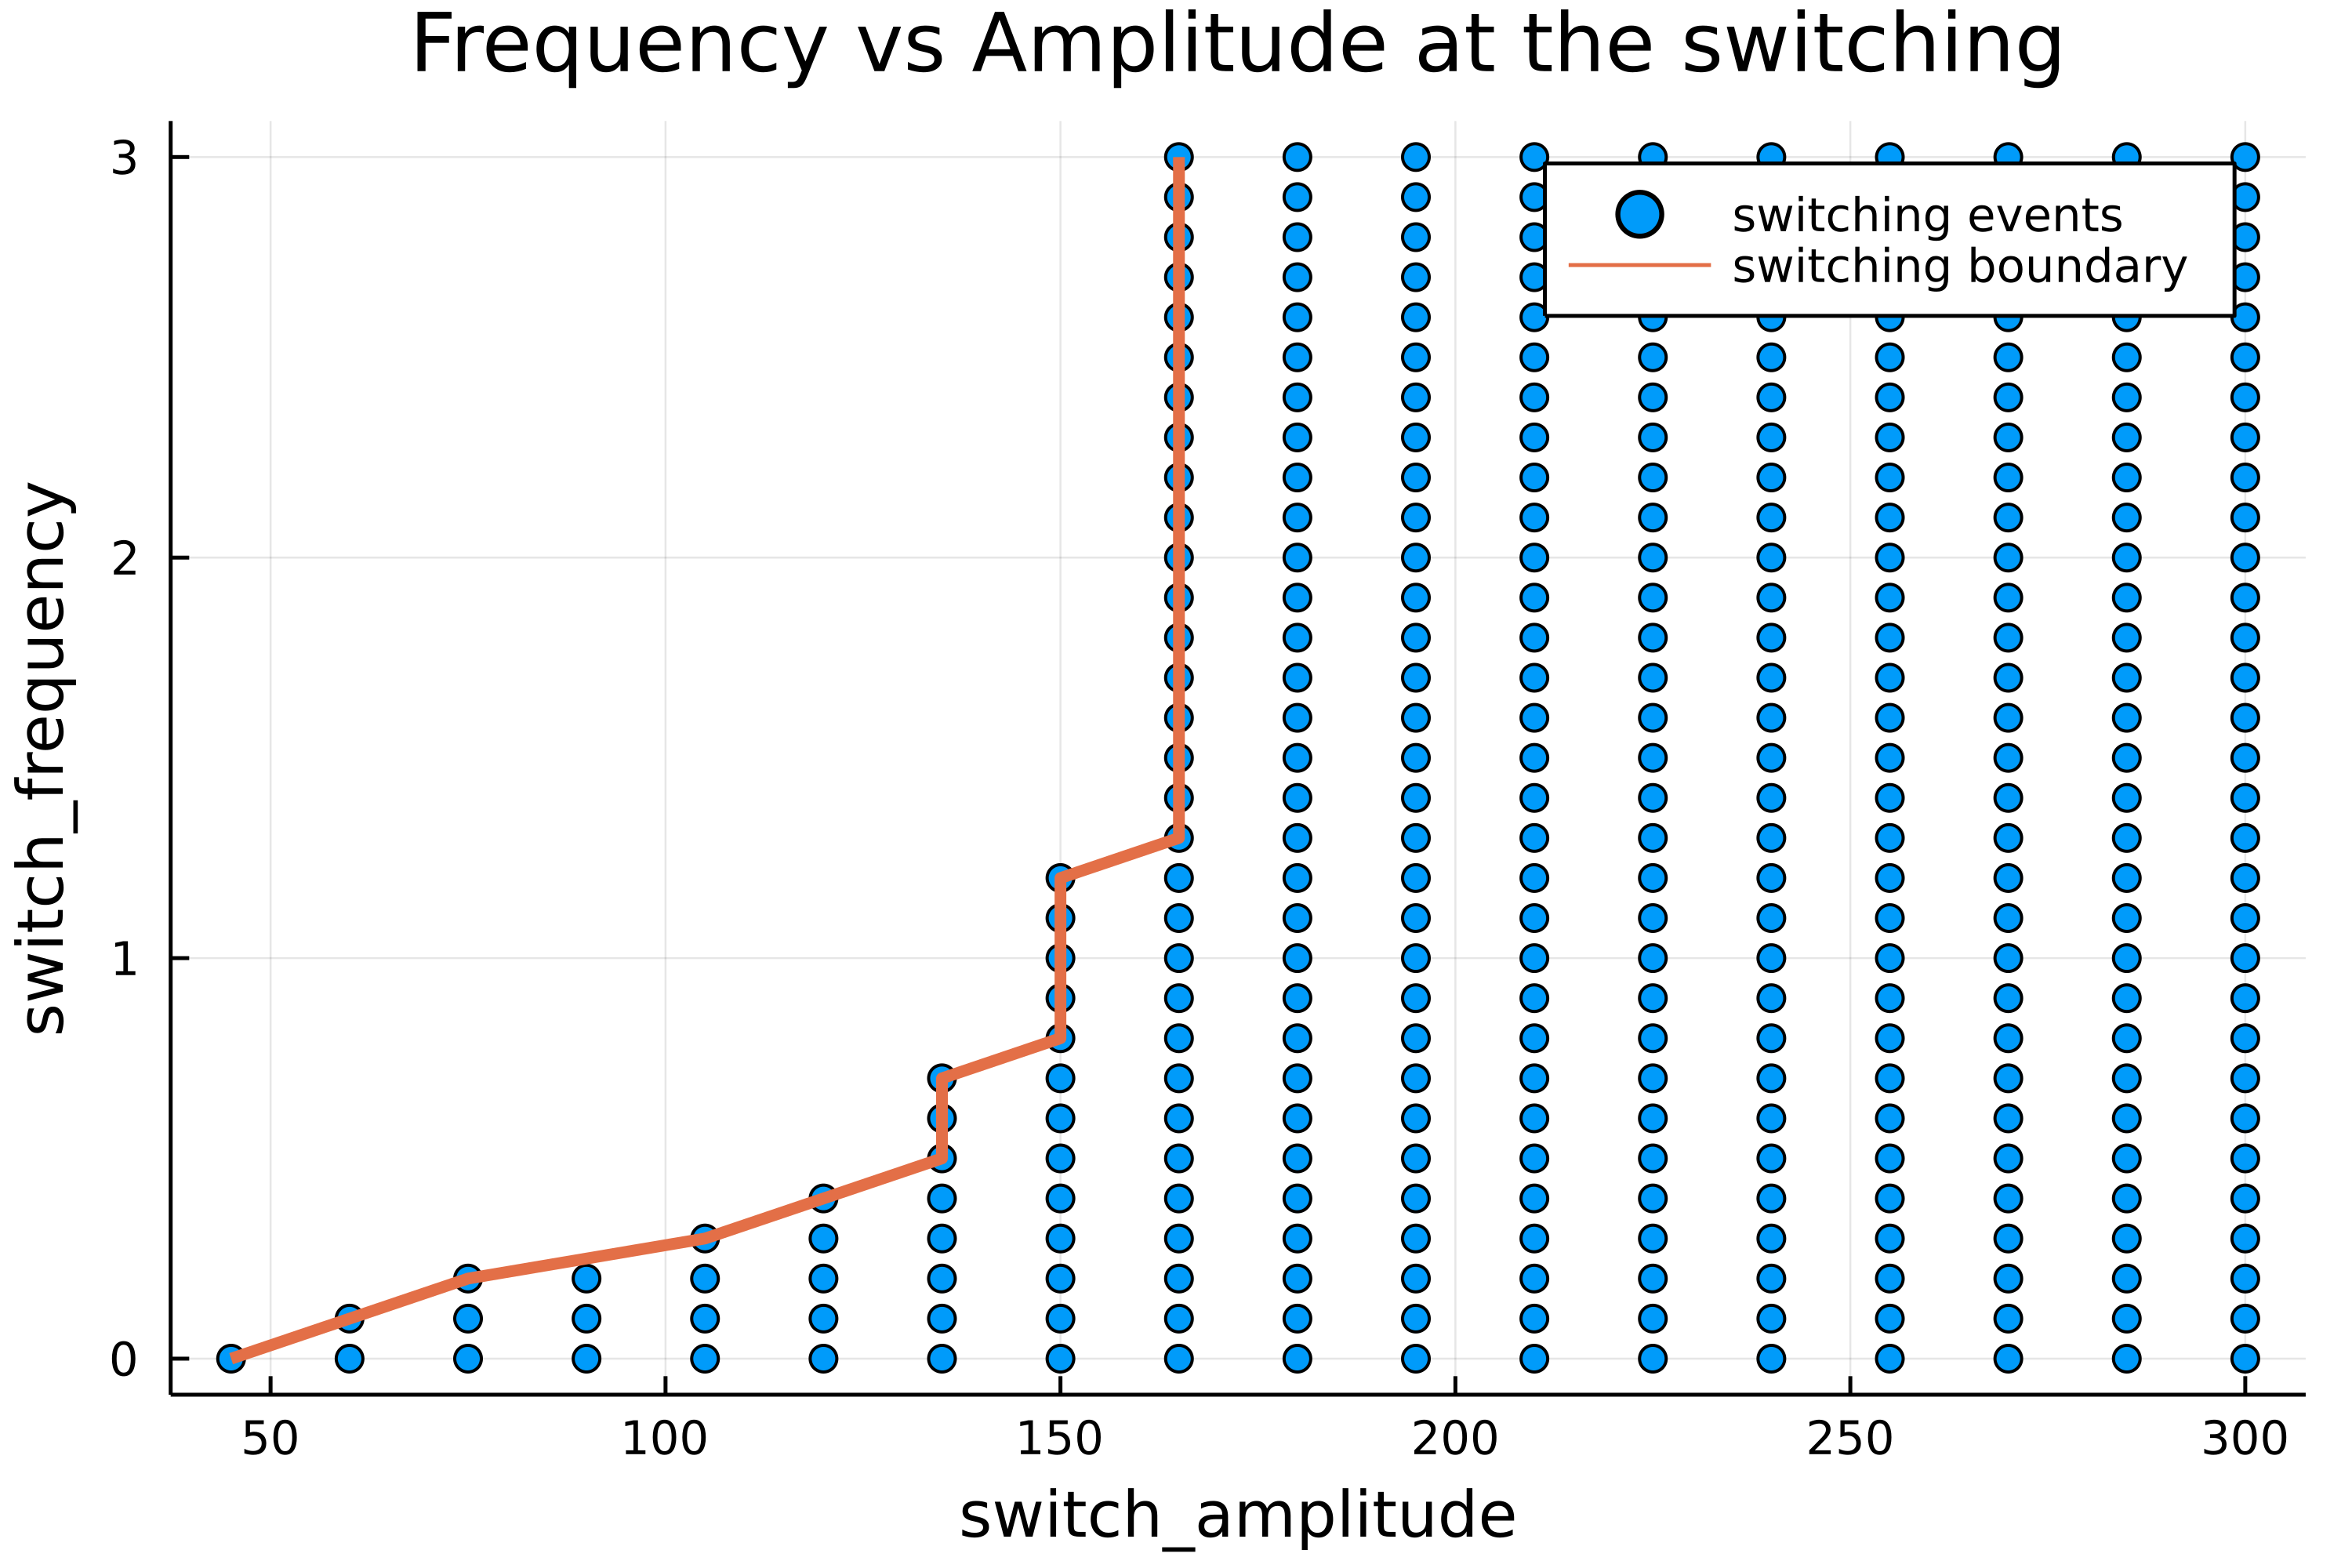 Frequency vs Amplitude at the switching
switching events
switching boundary
3
2
1
0
switch_frequency
50 100 150 200 250 300
switch_amplitude